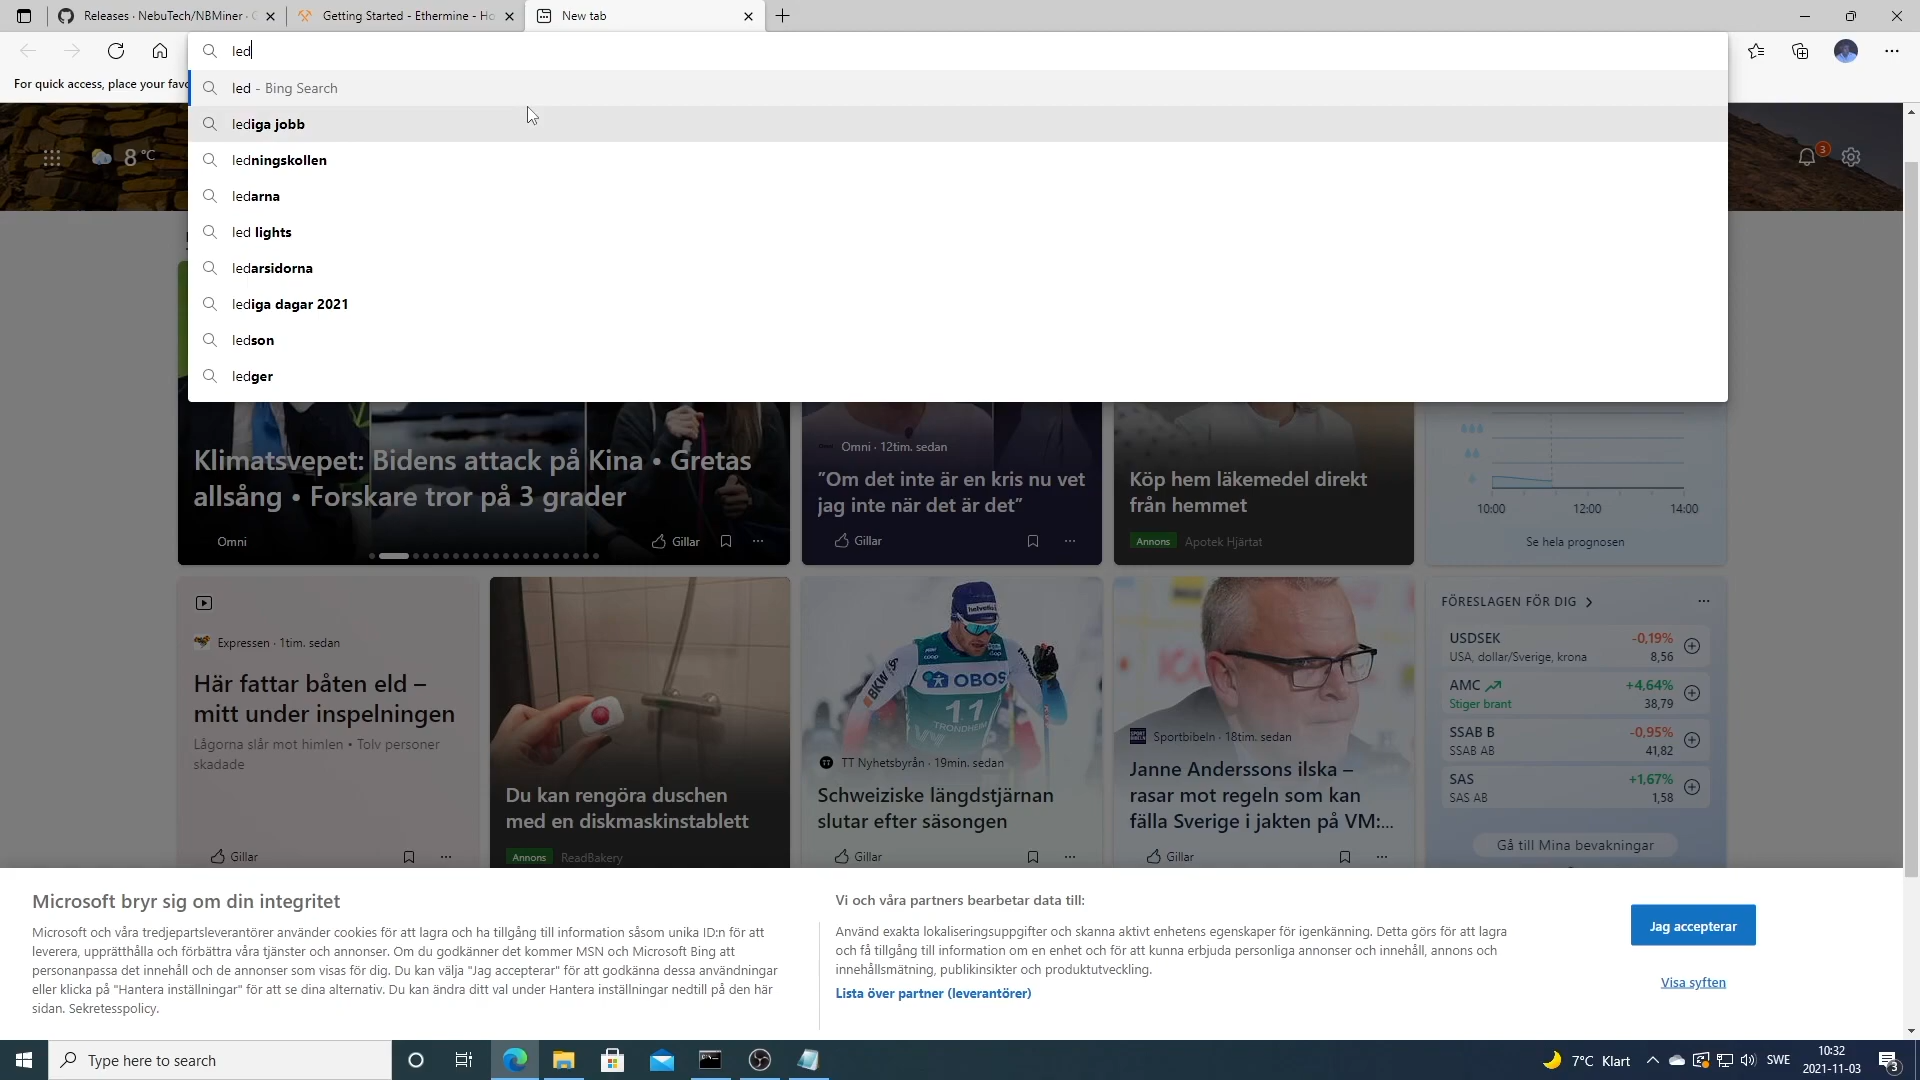 Releases · NebuTech/NBMiner ·
Getting Started - Ethermine - Ho
New tab
led
For quick access, place your favo
led - Bing Search
lediga jobb
ledningskollen
ledarna
led lights
ledarsidorna
lediga dagar 2021
ledson
ledger
8 °C
3
Klimatsvepet: Bidens attack på Kina • Gretas
allsång • Forskare tror på 3 grader
Omni
Gillar
Omni · 12tim. sedan
”Om det inte är en kris nu vet
jag inte när det är det”
Gillar
Köp hem läkemedel direkt
från hemmet
Annons Apotek Hjärtat
10:00 12:00 14:00
Se hela prognosen
Expressen · 1tim. sedan
Här fattar båten eld –
mitt under inspelningen
Lågorna slår mot himlen • Tolv personer
skadade
Gillar
Du kan rengöra duschen
med en diskmaskinstablett
Annons ReadBakery
helvetia
BKW
OBOS
11
TRONDHEIM
TT Nyhetsbyrån · 19min. sedan
Schweiziske längdstjärnan
slutar efter säsongen
Gillar
Sportbibeln · 18tim. sedan
Janne Anderssons ilska –
rasar mot regeln som kan
fälla Sverige i jakten på VM:...
Gillar
FÖRESLAGEN FÖR DIG
USDSEK -0,19%
USA, dollar/Sverige, krona 8,56
AMC +4,64%
Stiger brant 38,79
SSAB B -0,95%
SSAB AB 41,82
SAS +1,67%
SAS AB 1,58
Gå till Mina bevakningar
Microsoft bryr sig om din integritet
Microsoft och våra tredjepartsleverantörer använder cookies för att lagra och ha tillgång till information såsom unika ID:n för att
leverera, upprätthålla och förbättra våra tjänster och annonser. Om du godkänner det kommer MSN och Microsoft Bing att
personanpassa det innehåll och de annonser som visas för dig. Du kan välja "Jag accepterar" för att godkänna dessa användningar
eller klicka på "Hantera inställningar" för att se dina alternativ. Du kan ändra ditt val under Hantera inställningar nedtill på den här
sidan. Sekretesspolicy.
Vi och våra partners bearbetar data till:
Använd exakta lokaliseringsuppgifter och skanna aktivt enhetens egenskaper för igenkänning. Detta görs för att lagra
och få tillgång till information om en enhet och för att kunna erbjuda personliga annonser och innehåll, annons och
innehållsmätning, publikinsikter och produktutveckling.
Lista över partner (leverantörer)
Jag accepterar
Visa syften
Type here to search
7°C Klart
SWE
10:32
2021-11-03
3